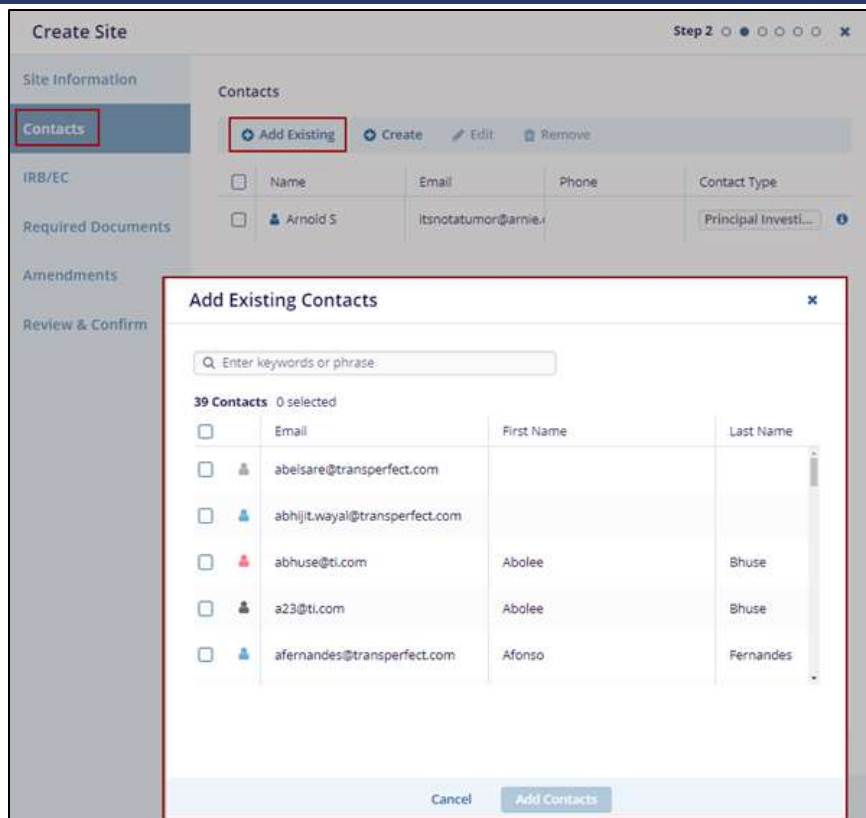 Create Site
Step 2
Site Information
Contacts
Contacts
Add Existing Create Edit Remove
IRB/EC
Name Email Phone Contact Type
Required Documents
Arnold S itsnotatumor@arnie. Principal Investi...
Amendments
Review & Confirm
Add Existing Contacts
Enter keywords or phrase
39 Contacts 0 selected
Email First Name Last Name
abelsare@transperfect.com
abhijit.wayal@transperfect.com
abhuse@ti.com Abolee Bhuse
a23@ti.com Abolee Bhuse
afernandes@transperfect.com Afonso Fernandes
Cancel Add Contacts